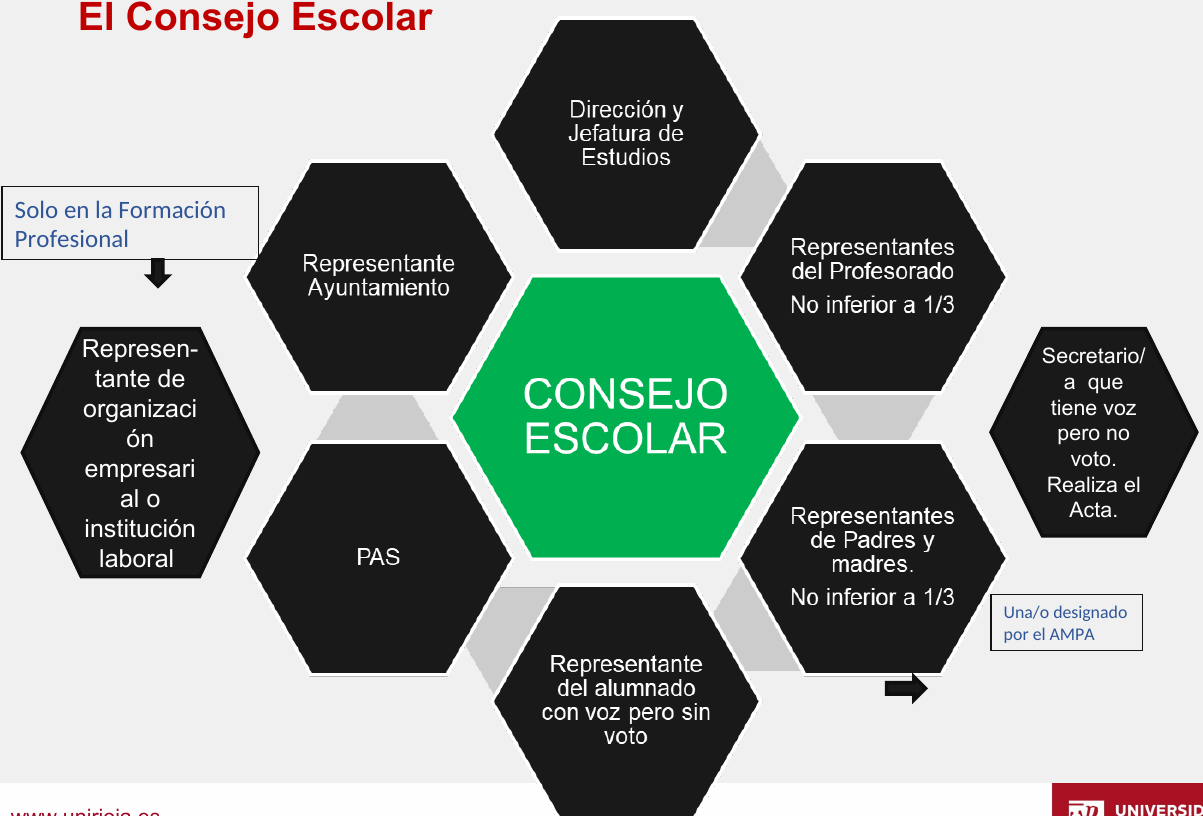 El Consejo Escolar
Dirección y
Jefatura de
Estudios
Solo en la Formación
Profesional
Representante
Ayuntamiento
Representantes
del Profesorado
No inferior a 1/3
Represen-
tante de
organizaci
ón
empresari
al o
institución
laboral
CONSEJO
ESCOLAR
Secretario/
a que
tiene voz
pero no
voto.
Realiza el
Acta.
PAS
Representantes
de Padres y
madres.
No inferior a 1/3
Una/o designado
por el AMPA
Representante
del alumnado
con voz pero sin
voto
www.unirioja.es
UNIVERSID